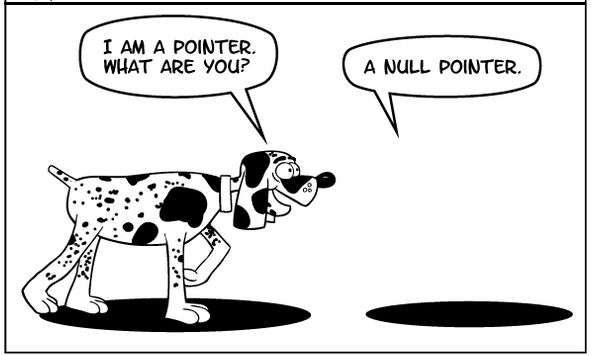 I AM A POINTER.
WHAT ARE YOU?
A NULL POINTER.